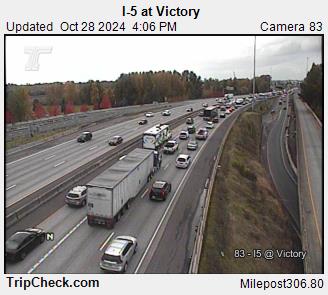 I-5 at Victory
Updated Oct 28 2024 4:06 PM Camera 83
83 - I5 @ Victory
N
TripCheck.com Milepost306.80